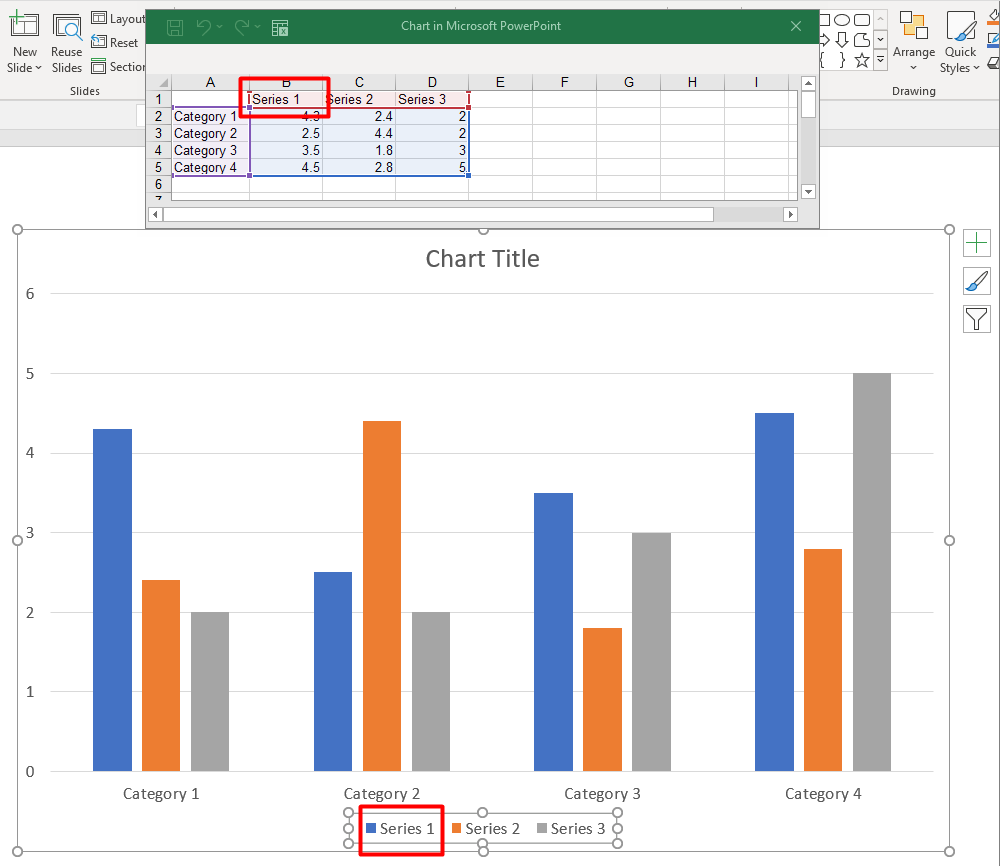 Chart in Microsoft PowerPoint
New
Slide
Reuse
Slides
Layout
Reset
Section
Slides
Arrange
Quick
Styles
Drawing
A B C D E F G H I
1 Series 1 Series 2 Series 3
2 Category 1 4.3 2.4 2
3 Category 2 2.5 4.4 2
4 Category 3 3.5 1.8 3
5 Category 4 4.5 2.8 5
6
7
Chart Title
6
5
4
3
2
1
0
Category 1 Category 2 Category 3 Category 4
Series 1 Series 2 Series 3